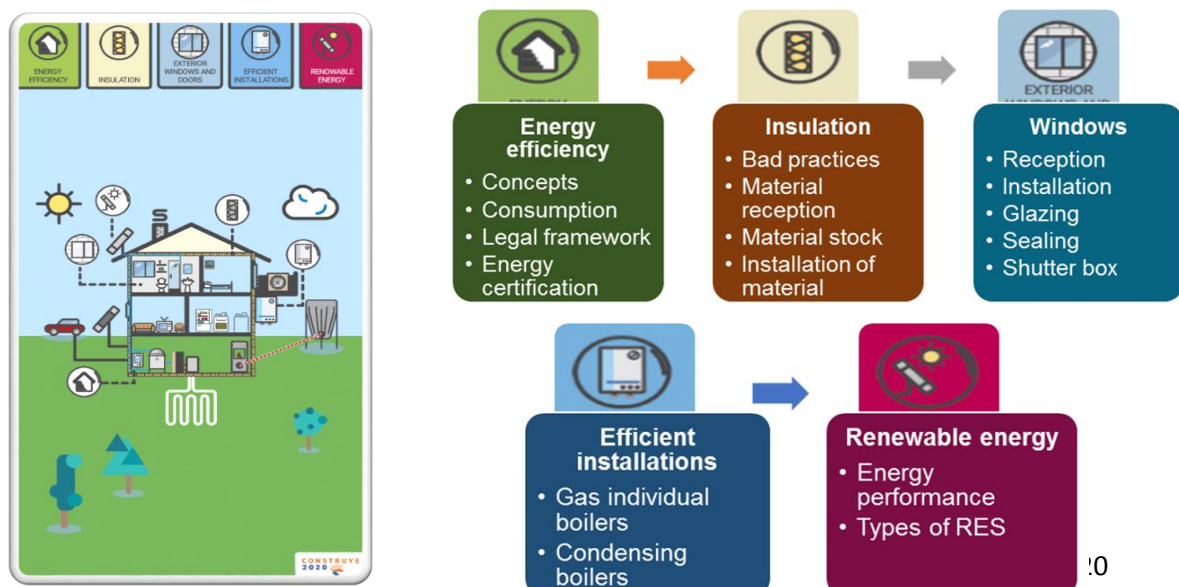 ENERGY
EFFICIENCY
INSULATION
EXTERIOR
WINDOWS AND
DOORS
EFFICIENT
INSTALLATIONS
RENEWABLE
ENERGY
CONSTRUYE
2020
Energy
efficiency
• Concepts
• Consumption
• Legal framework
• Energy
certification
Insulation
• Bad practices
• Material
reception
• Material stock
• Installation of
material
EXTERIOR
WINDOWS AND
Windows
• Reception
• Installation
• Glazing
• Sealing
• Shutter box
Efficient
installations
• Gas individual
boilers
• Condensing
boilers
Renewable energy
• Energy
performance
• Types of RES